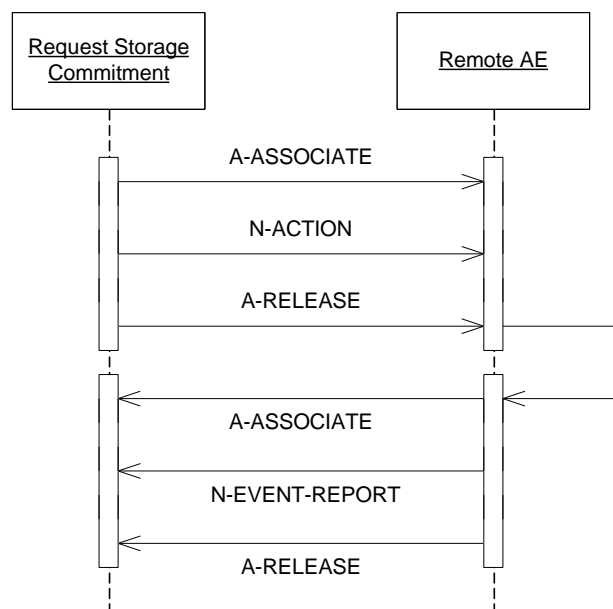 Request Storage
Commitment
Remote AE
A-ASSOCIATE
N-ACTION
A-RELEASE
A-ASSOCIATE
N-EVENT-REPORT
A-RELEASE